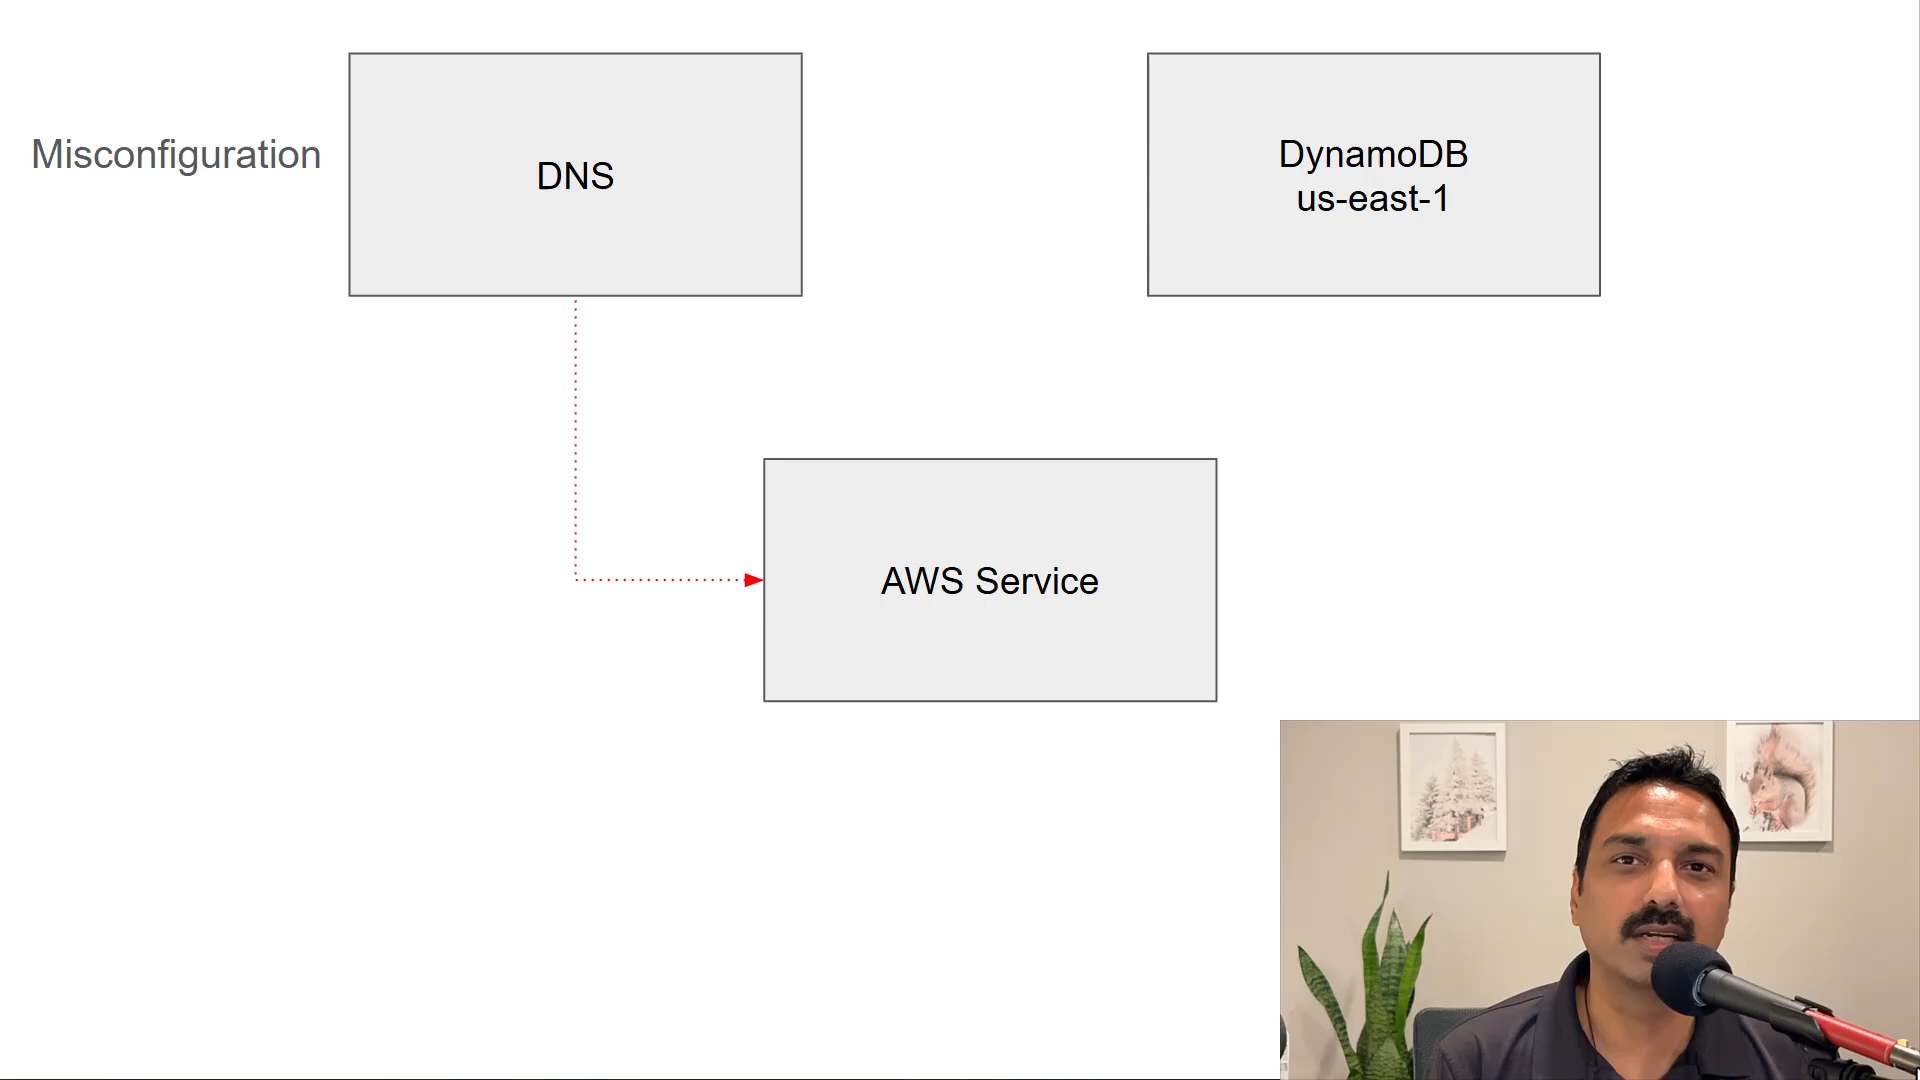 Misconfiguration
DNS
DynamoDB
us-east-1
AWS Service